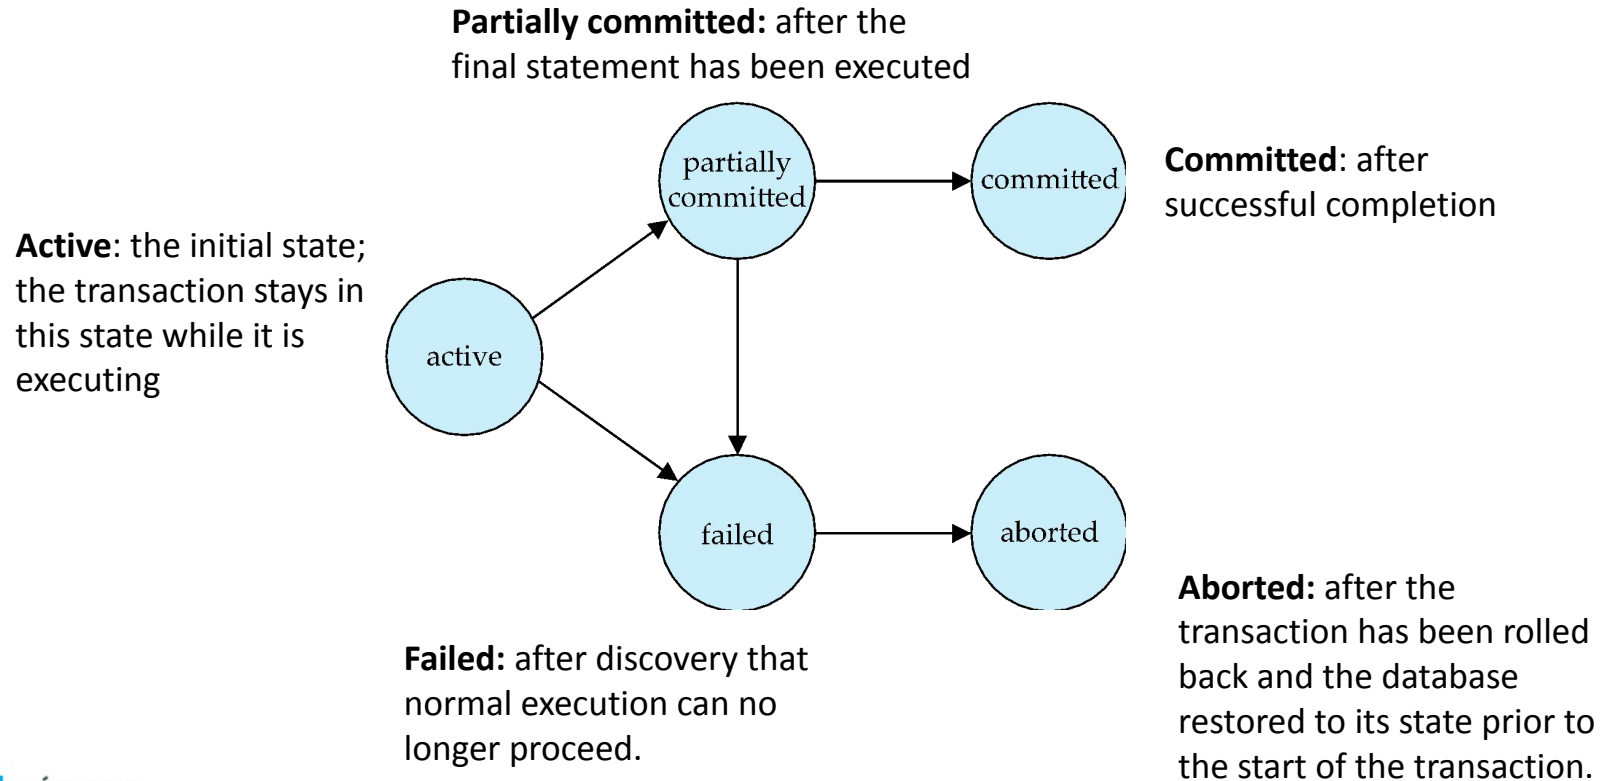 Partially committed: after the
final statement has been executed
partially
committed
committed
Committed: after
successful completion
Active: the initial state;
the transaction stays in
this state while it is
executing
active
failed
aborted
Failed: after discovery that
normal execution can no
longer proceed.
Aborted: after the
transaction has been rolled
back and the database
restored to its state prior to
the start of the transaction.